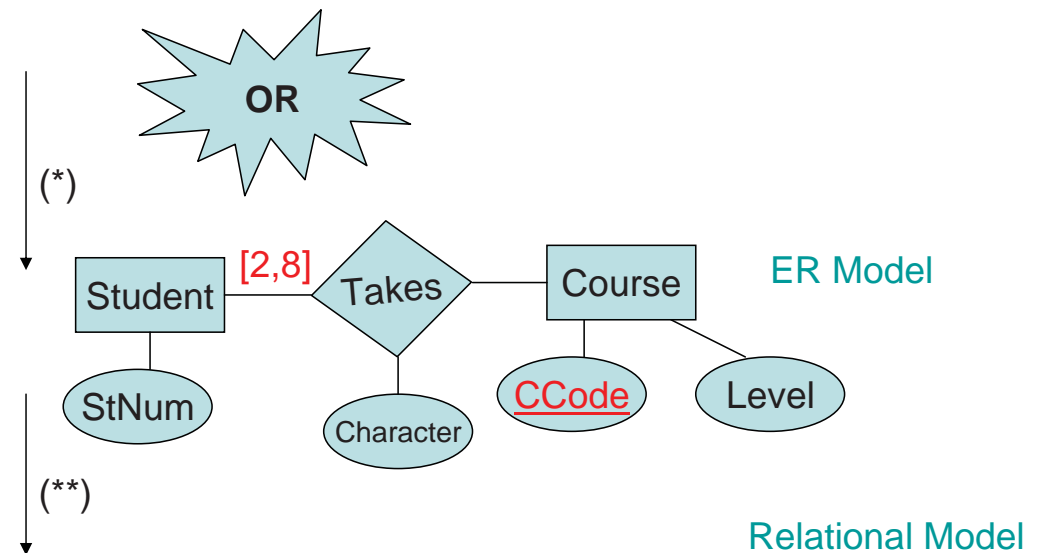 OR
(*)
[2,8]
Student
Takes
Course
ER Model
StNum
Character
CCode
Level
(**)
Relational Model